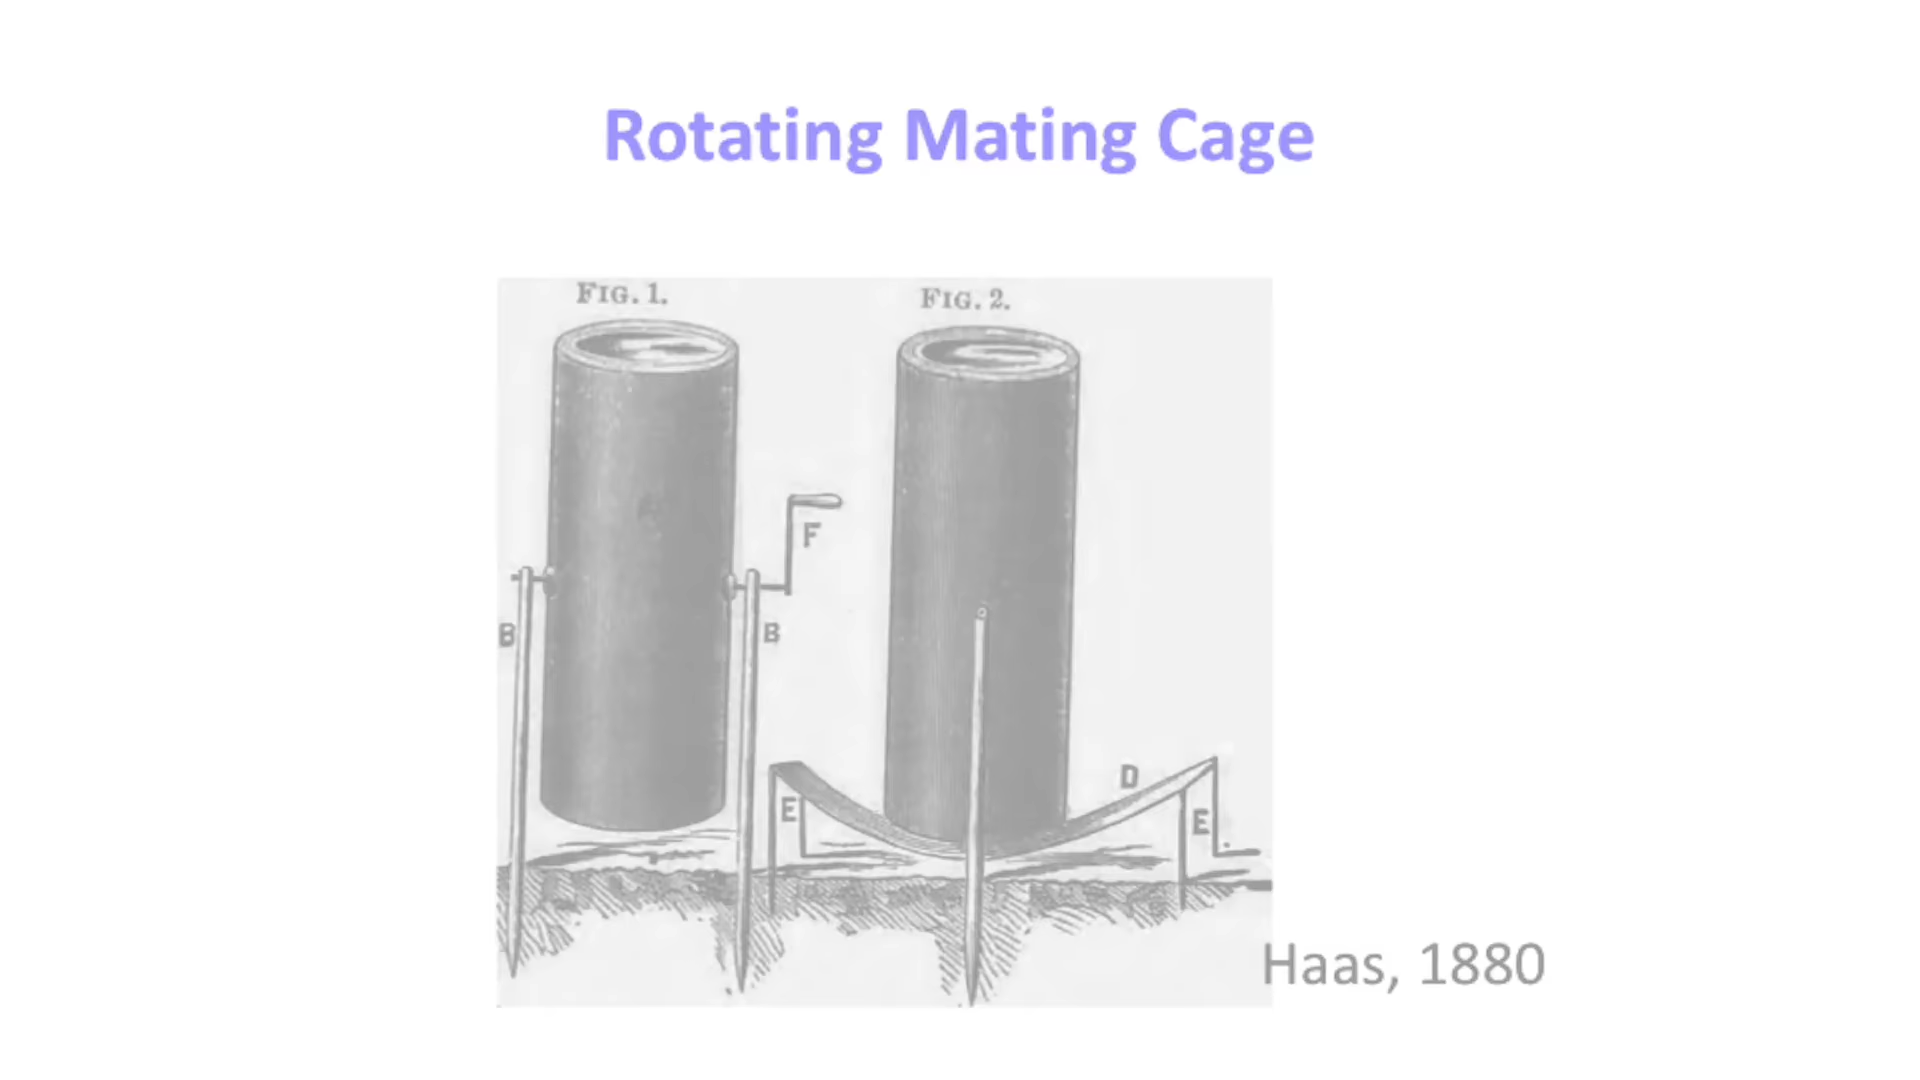 Rotating Mating Cage
FIG. 1.
FIG. 2.
F
B
B
D
E
E
Haas, 1880